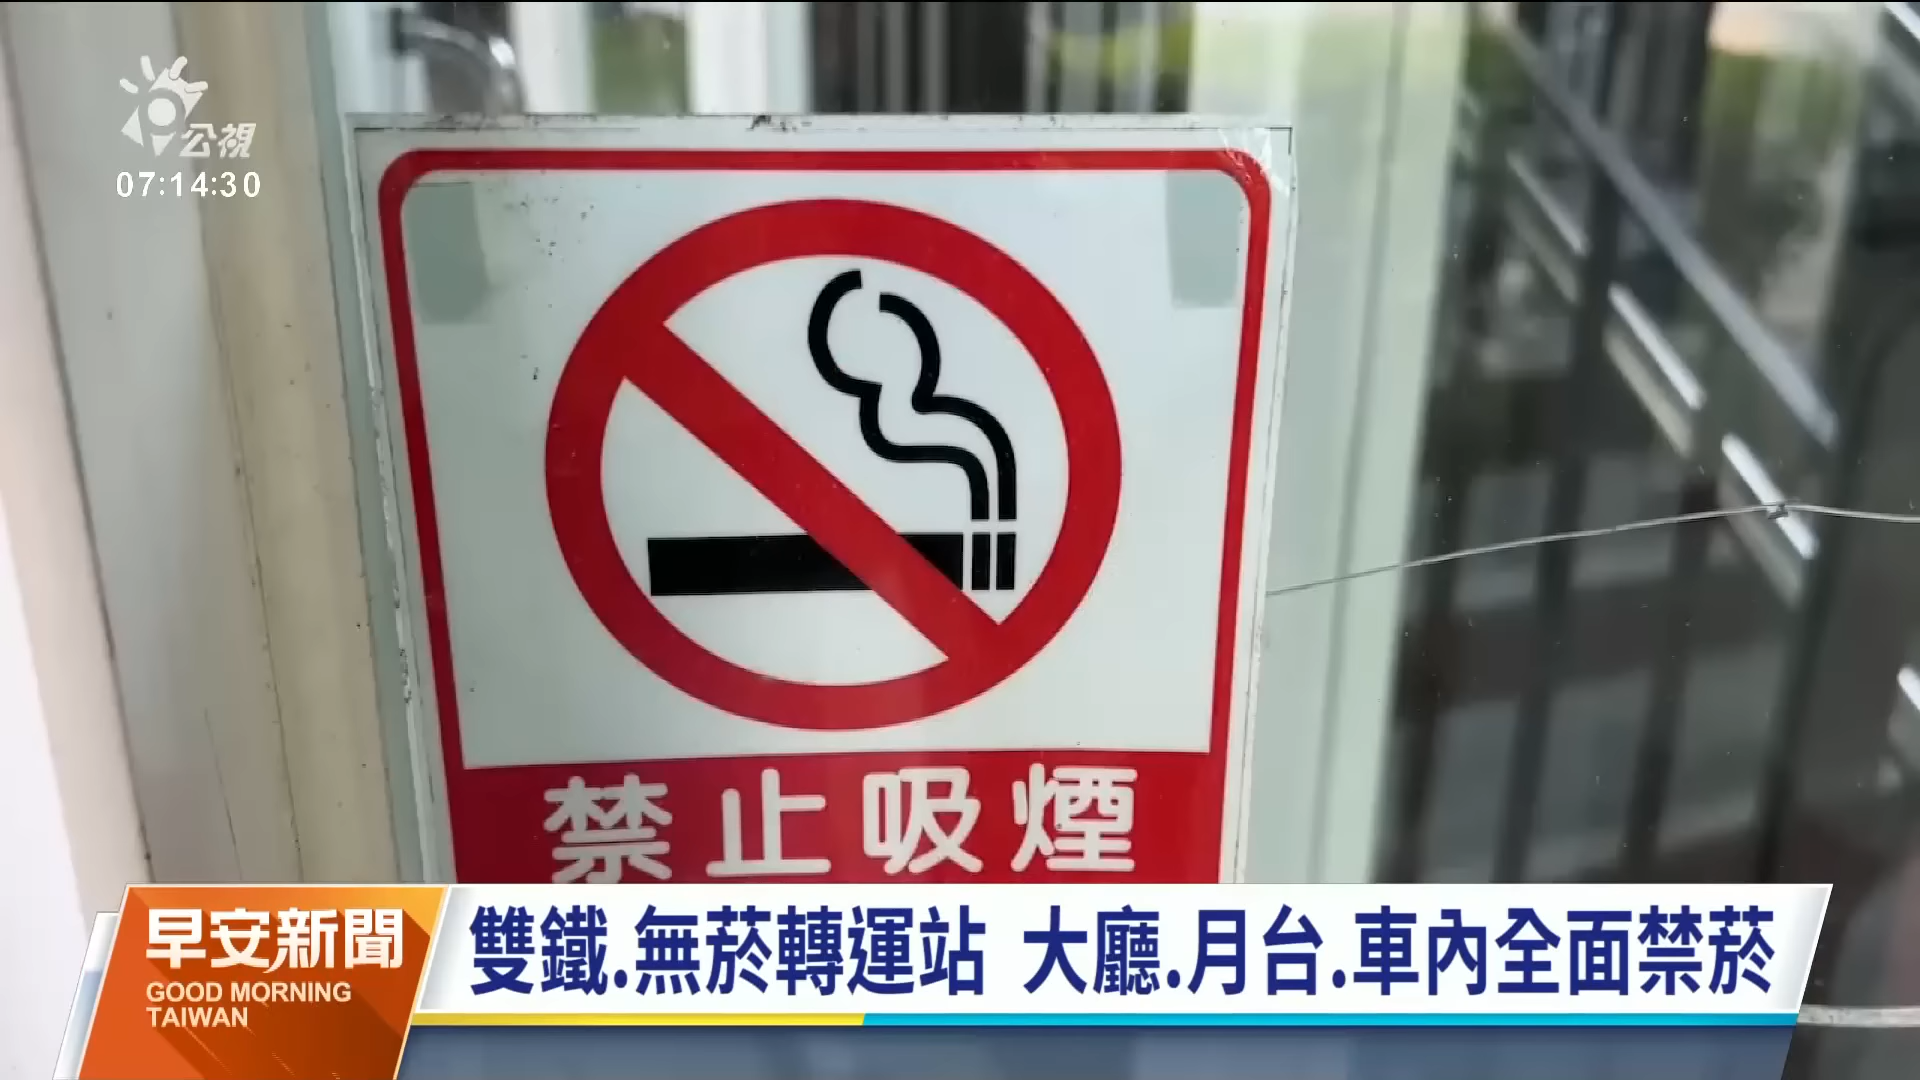 公視
07:14:30
禁止吸煙
早安新聞
GOOD MORNING
TAIWAN
雙鐵.無菸轉運站 大廳.月台.車內全面禁菸